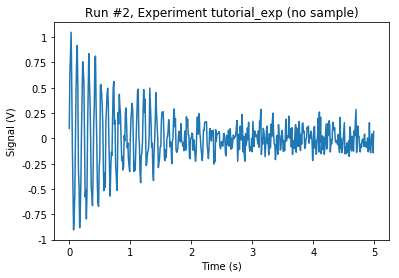 Run #2, Experiment tutorial_exp (no sample)
Signal (V)
1
0.75
0.5
0.25
0
-0.25
-0.5
-0.75
-1
0 1 2 3 4 5
Time (s)